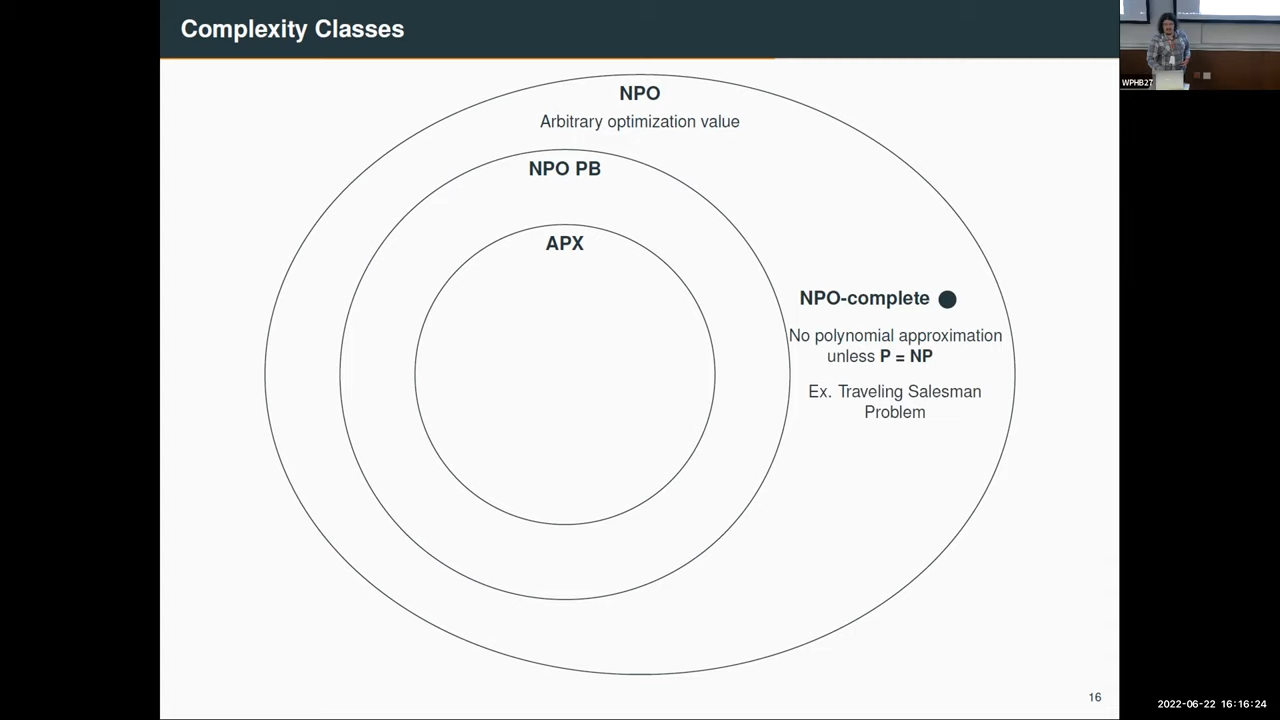 Complexity Classes
NPO
Arbitrary optimization value
NPO PB
APX
NPO-complete
No polynomial approximation
unless P = NP
Ex. Traveling Salesman
Problem
16
WPHB27
2022-06-22 16:16:24